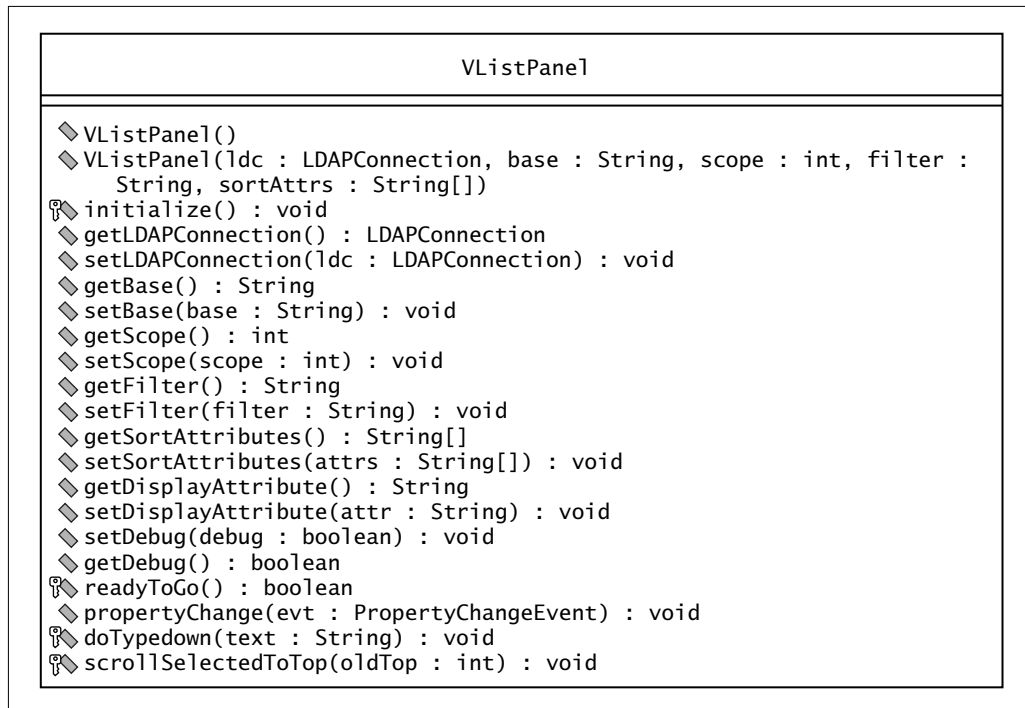 VListPanel
VListPanel()
VListPanel(ldc : LDAPConnection, base : String, scope : int, filter :
String, sortAttrs : String[])
initialize() : void
getLDAPConnection() : LDAPConnection
setLDAPConnection(ldc : LDAPConnection) : void
getBase() : String
setBase(base : String) : void
getScope() : int
setScope(scope : int) : void
getFilter() : String
setFilter(filter : String) : void
getSortAttributes() : String[]
setSortAttributes(attrs : String[]) : void
getDisplayAttribute() : String
setDisplayAttribute(attr : String) : void
setDebug(debug : boolean) : void
getDebug() : boolean
readyToGo() : boolean
propertyChange(evt : PropertyChangeEvent) : void
doTypedown(text : String) : void
scrollSelectedToTop(oldTop : int) : void